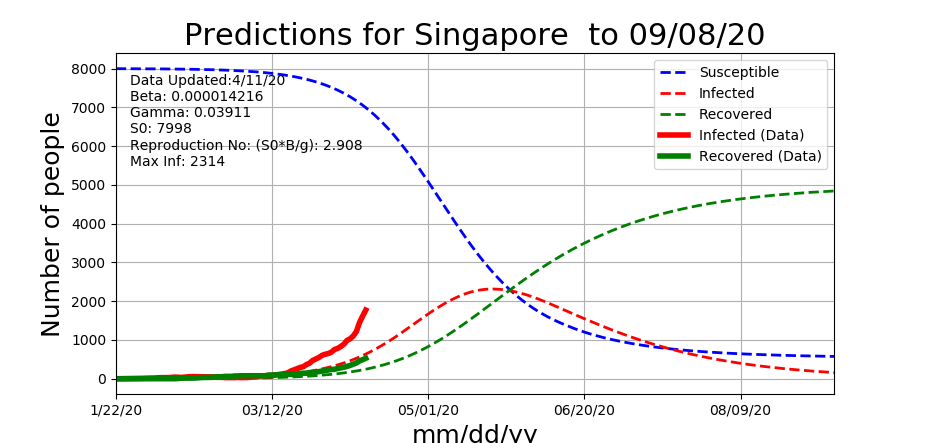 Predictions for Singapore to 09/08/20
Number of people
8000
7000
6000
5000
4000
3000
2000
1000
0
Data Updated:4/11/20
Beta: 0.000014216
Gamma: 0.03911
S0: 7998
Reproduction No: (S0*B/g): 2.908
Max Inf: 2314
Susceptible
Infected
Recovered
Infected (Data)
Recovered (Data)
1/22/20
03/12/20
05/01/20
06/20/20
08/09/20
mm/dd/yy